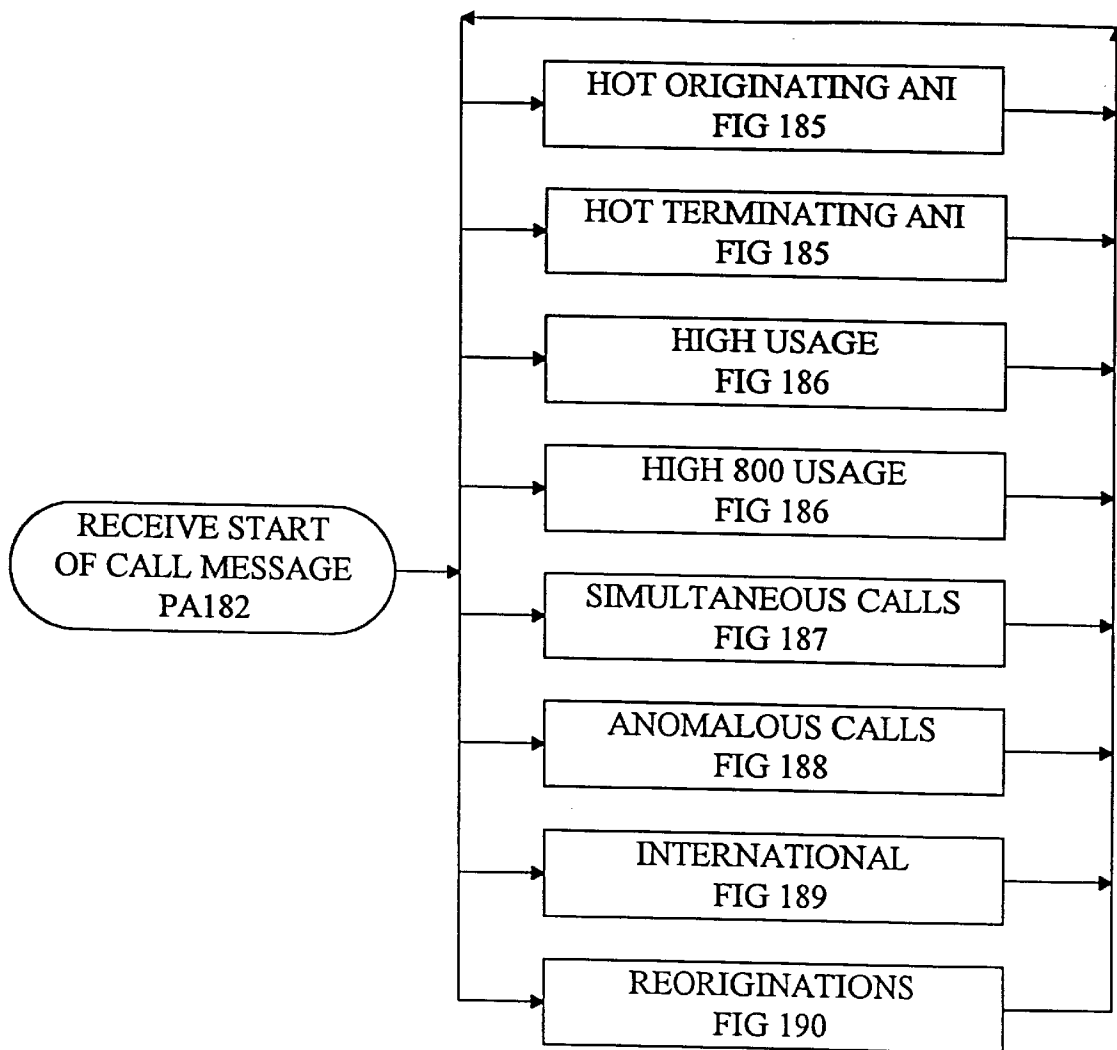 HOT ORIGINATING ANI
FIG 185
HOT TERMINATING ANI
FIG 185
HIGH USAGE
FIG 186
HIGH 800 USAGE
FIG 186
RECEIVE START
OF CALL MESSAGE
PA182
SIMULTANEOUS CALLS
FIG 187
ANOMALOUS CALLS
FIG 188
INTERNATIONAL
FIG 189
REORIGINATIONS
FIG 190